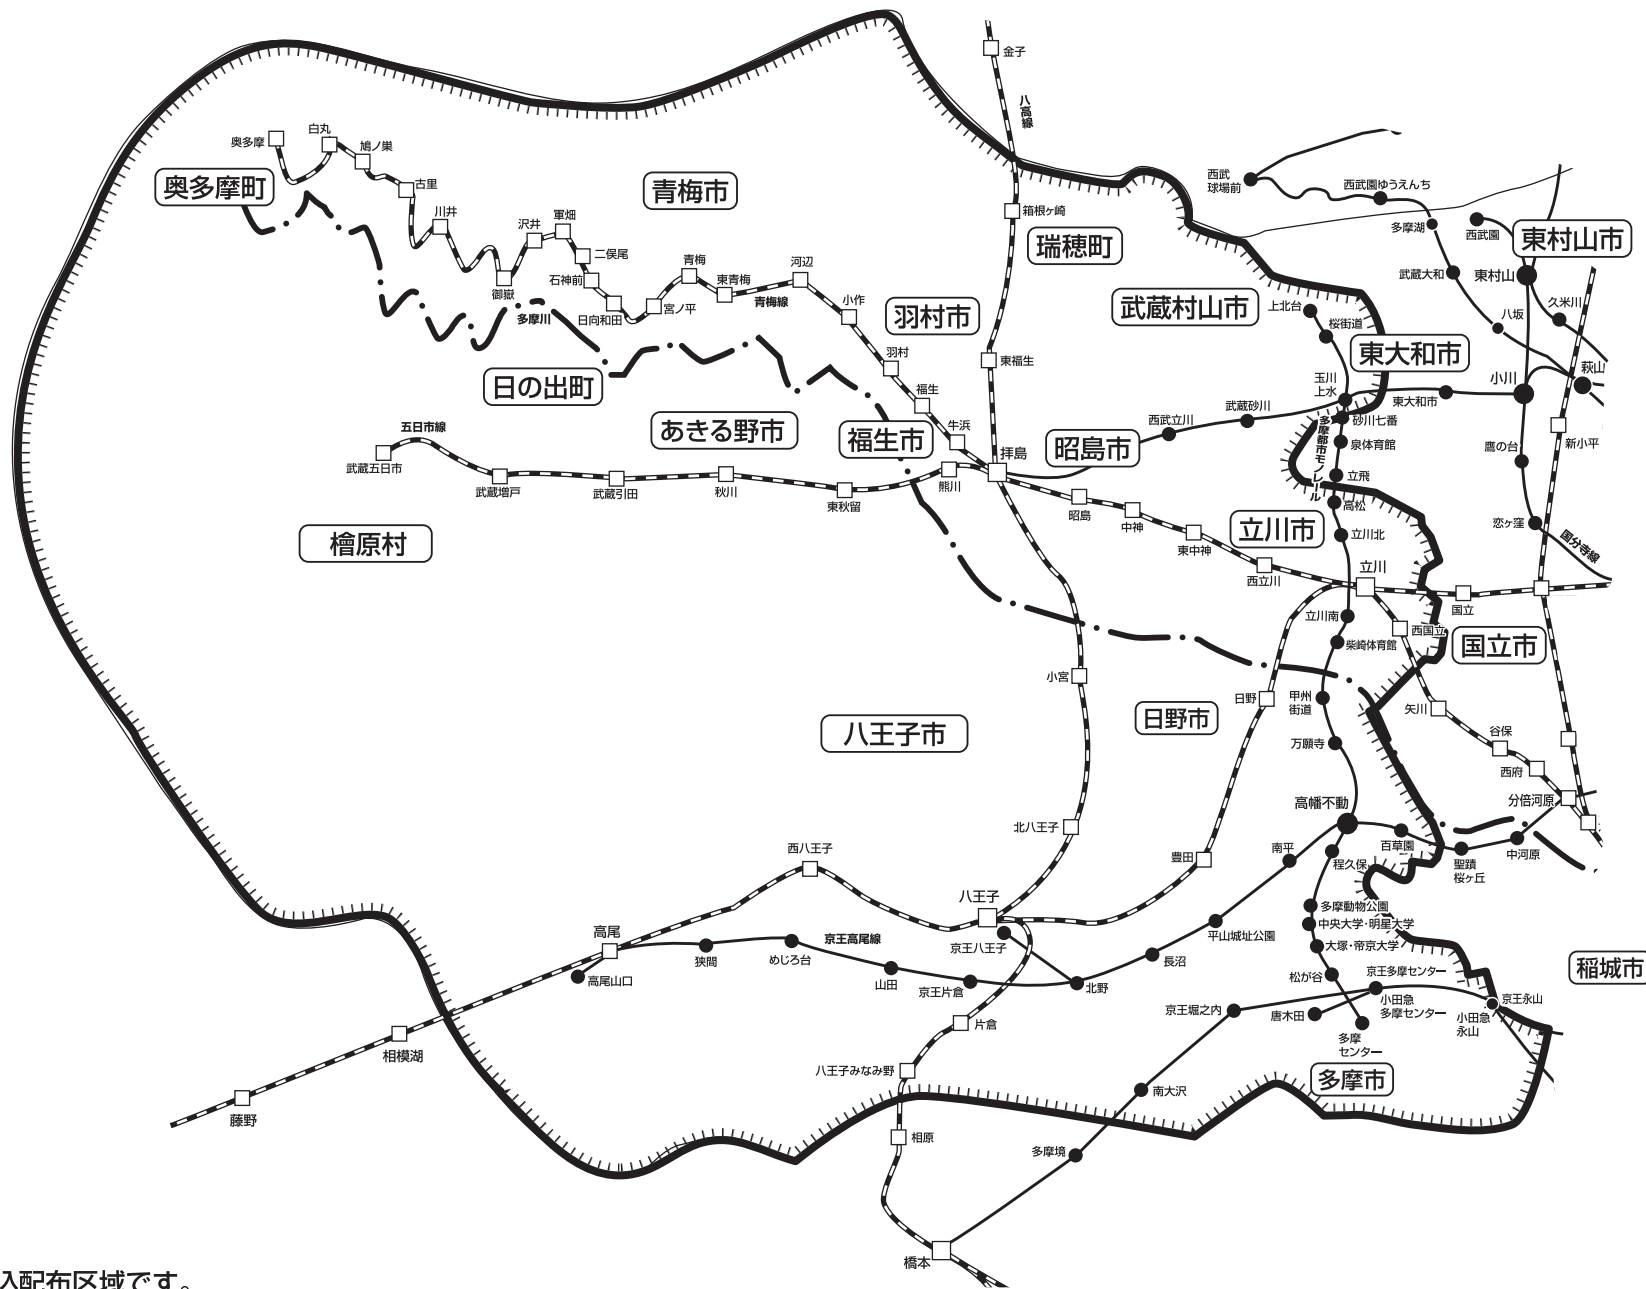 金子
八高線
白丸
奥多摩
鳩ノ巣
奥多摩町
古里
青梅市
川井
沢井
軍畑
二俣尾
石神前
御嶽
日向和田
多摩川
宮ノ平
青梅
東青梅
青梅線
河辺
小作
箱根ヶ崎
瑞穂町
西武
球場前
西武園ゆうえんち
多摩湖
西武園
東村山市
武蔵大和
東村山
久米川
八坂
武蔵村山市
上北台
桜街道
羽村市
東大和市
羽村
東福生
萩山
小川
日の出町
福生
玉川
上水
東大和市
あきる野市
福生市
牛浜
昭島市
西武立川
武蔵砂川
砂川七番
多摩都市モノレール
泉体育館
鷹の台
新小平
五日市線
武蔵五日市
武蔵増戸
武蔵引田
秋川
東秋留
熊川
拝島
立飛
高松
昭島
中神
東中神
立川市
立川北
恋ヶ窪
国分寺線
檜原村
西立川
立川
国立
立川南
西国立
国立市
柴崎体育館
小宮
日野
甲州
街道
矢川
八王子市
日野市
谷保
万願寺
西府
高幡不動
分倍河原
北八王子
西八王子
豊田
南平
程久保
百草園
聖蹟
桜ヶ丘
中河原
八王子
多摩動物公園
中央大学・明星大学
高尾
京王高尾線
京王八王子
平山城址公園
大塚・帝京大学
狭間
めじろ台
長沼
稲城市
高尾山口
山田
京王片倉
北野
松が谷
京王多摩センター
小田急
多摩センター
京王永山
小田急
永山
京王堀之内
唐木田
多摩
センター
片倉
相模湖
八王子みなみ野
南大沢
多摩市
藤野
相原
多摩境
橋本
配布区域です。